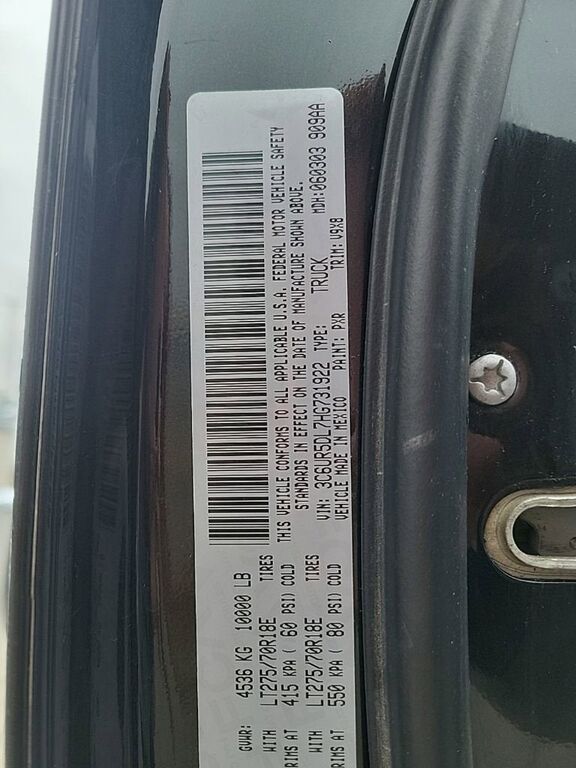 GVWR: 4536 KG 10000 LB
WITH LT275/70R18E TIRES
RIMS AT 415 KPA ( 60 PSI) COLD
WITH LT275/70R18E TIRES
RIMS AT 550 KPA ( 80 PSI) COLD
THIS VEHICLE CONFORMS TO ALL APPLICABLE U.S.A. FEDERAL MOTOR VEHICLE SAFETY
STANDARDS IN EFFECT ON THE DATE OF MANUFACTURE SHOWN ABOVE.
VIN: 3C6UR5DL7HG731922 TYPE: TRUCK MDH:060303 909AA
VEHICLE MADE IN MEXICO PAINT: PXR TRIM: V9X8